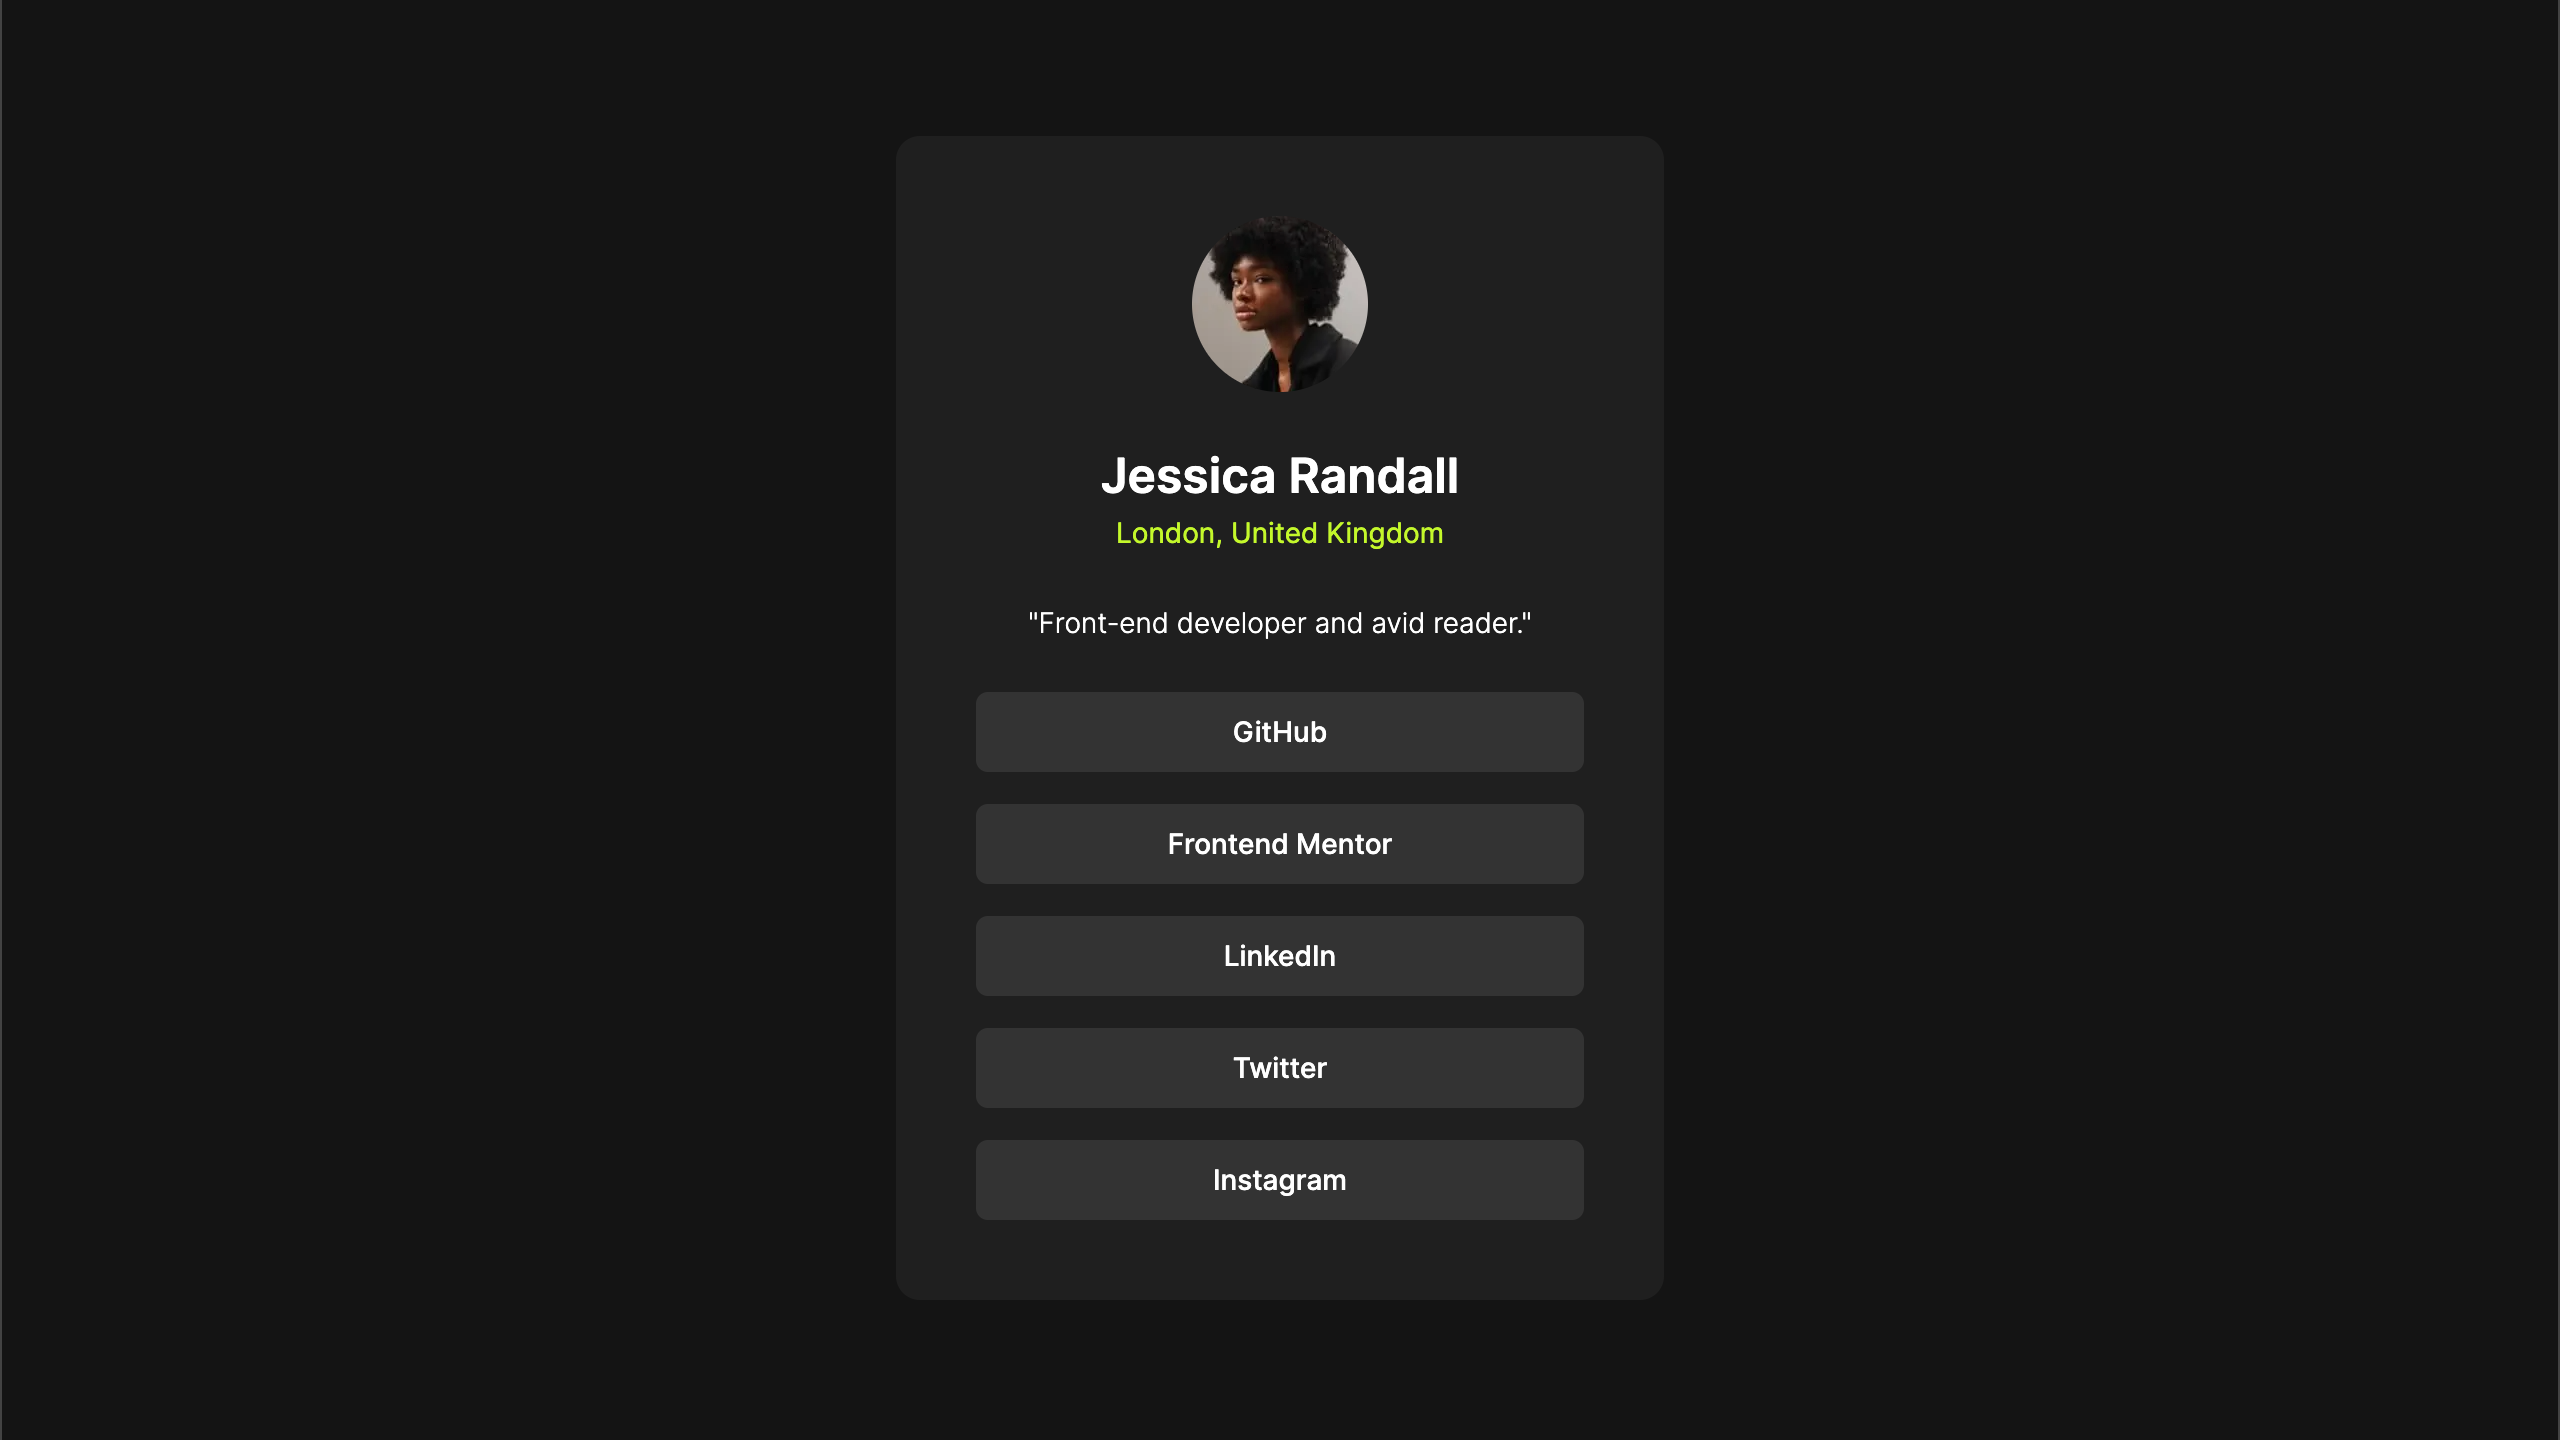 Jessica Randall
London, United Kingdom
"Front-end developer and avid reader."
GitHub
Frontend Mentor
LinkedIn
Twitter
Instagram